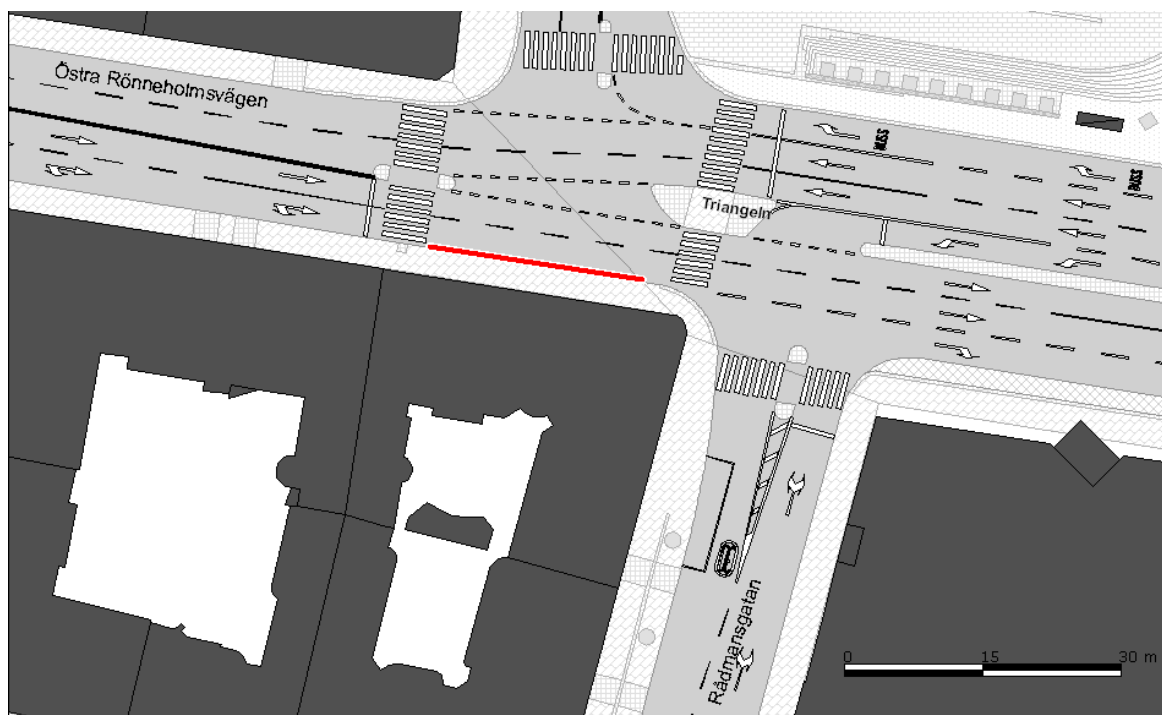 Östra Rönneholmsvägen
BUSS
BUSS
Triangeln
Rådmansgatan
0 15 30 m